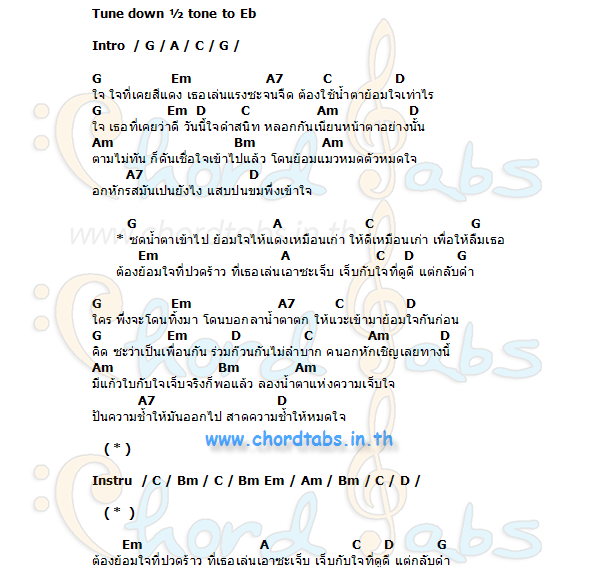 Tune down ½ tone to Eb
Intro / G / A / C / G /
G Em A7 C D
ใจ ใจที่เคยสีแดง เธอเล่นแรงซะจนจืด ต้องใช้น้ำตาย้อมใจเท่าไร
G Em D C Am D
ใจ เธอที่เคยว่าดี วันนี้ใจดำสนิท หลอกกันเนียนหน้าตาอย่างนั้น
Am Bm Am
ตามไม่ทัน ก็ดันเชื่อใจเข้าไปแล้ว โดนย้อมแมวหมดตัวหมดใจ
A7 D
อกหักรสมันเป็นยังไง แสบปนขมพึ่งเข้าใจ
G A C G
* ซดน้ำตาเข้าไป ย้อมใจให้แดงเหมือนเก่า ให้ดีเหมือนเก่า เพื่อให้ลืมเธอ
Em A C D G
ต้องย้อมใจที่ปวดร้าว ที่เธอเล่นเอาซะเจ็บ เจ็บกับใจที่ดูดี แต่กลับดำ
www.chordtabs.in.th
G Em A7 C D
ใคร พึ่งจะโดนทิ้งมา โดนบอกลาน้ำตาตก ให้แวะเข้ามาย้อมใจกันก่อน
G Em D C Am D
คิด ซะว่าเป็นเพื่อนกัน ร่วมก๊วนกันไม่ลำบาก คนอกหักเชิญเลยทางนี้
Am Bm Am
มีแก้วใบกับใจเจ็บจริงก็พอแล้ว ลองน้ำตาแห่งความเจ็บใจ
A7 D
ปั่นความช้ำให้มันออกไป สาดความช้ำให้หมดใจ
www.chordtabs.in.th
( * )
Instru / C / Bm / C / Bm Em / Am / Bm / C / D /
( * )
Em A C D G
ต้องย้อมใจที่ปวดร้าว ที่เธอเล่นเอาซะเจ็บ เจ็บกับใจที่ดูดี แต่กลับดำ